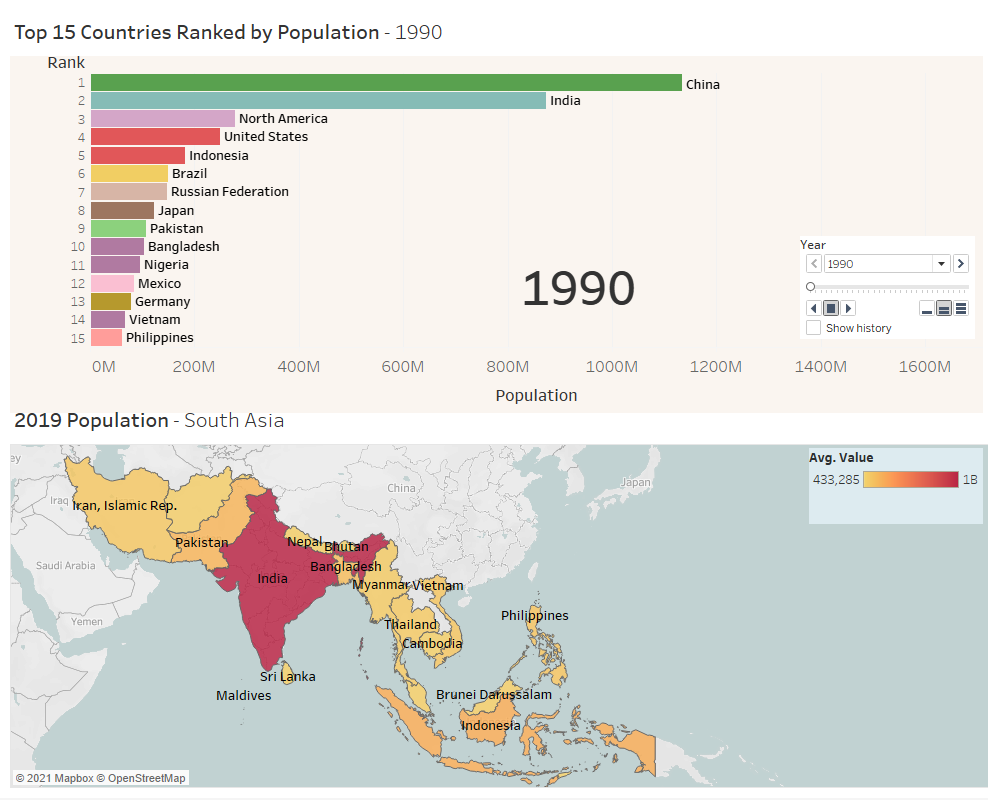 Top 15 Countries Ranked by Population - 1990
Rank
1 China
2 India
3 North America
4 United States
5 Indonesia
6 Brazil
7 Russian Federation
8 Japan
9 Pakistan
10 Bangladesh
11 Nigeria
12 Mexico
13 Germany
14 Vietnam
15 Philippines
1990
Year
1990
Show history
0M 200M 400M 600M 800M 1000M 1200M 1400M 1600M
Population
2019 Population - South Asia
Avg. Value
433,285 1B
ey
Iraq
Iran, Islamic Rep.
China
Japan
Pakistan
Nepal
Bhutan
Saudi Arabia
Bangladesh
India
Myanmar
Vietnam
Yemen
Thailand
Philippines
Cambodia
Sri Lanka
Maldives
Brunei Darussalam
Indonesia
© 2021 Mapbox © OpenStreetMap